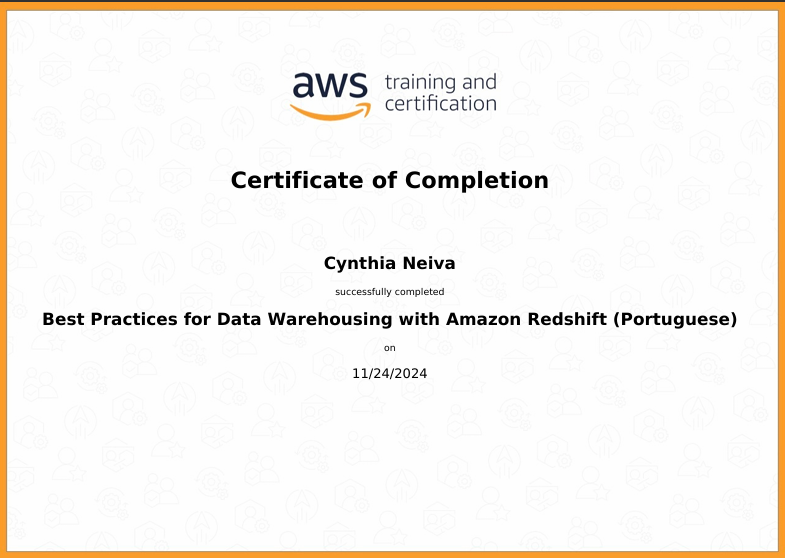 aws training and
certification
Certificate of Completion
Cynthia Neiva
successfully completed
Best Practices for Data Warehousing with Amazon Redshift (Portuguese)
on
11/24/2024